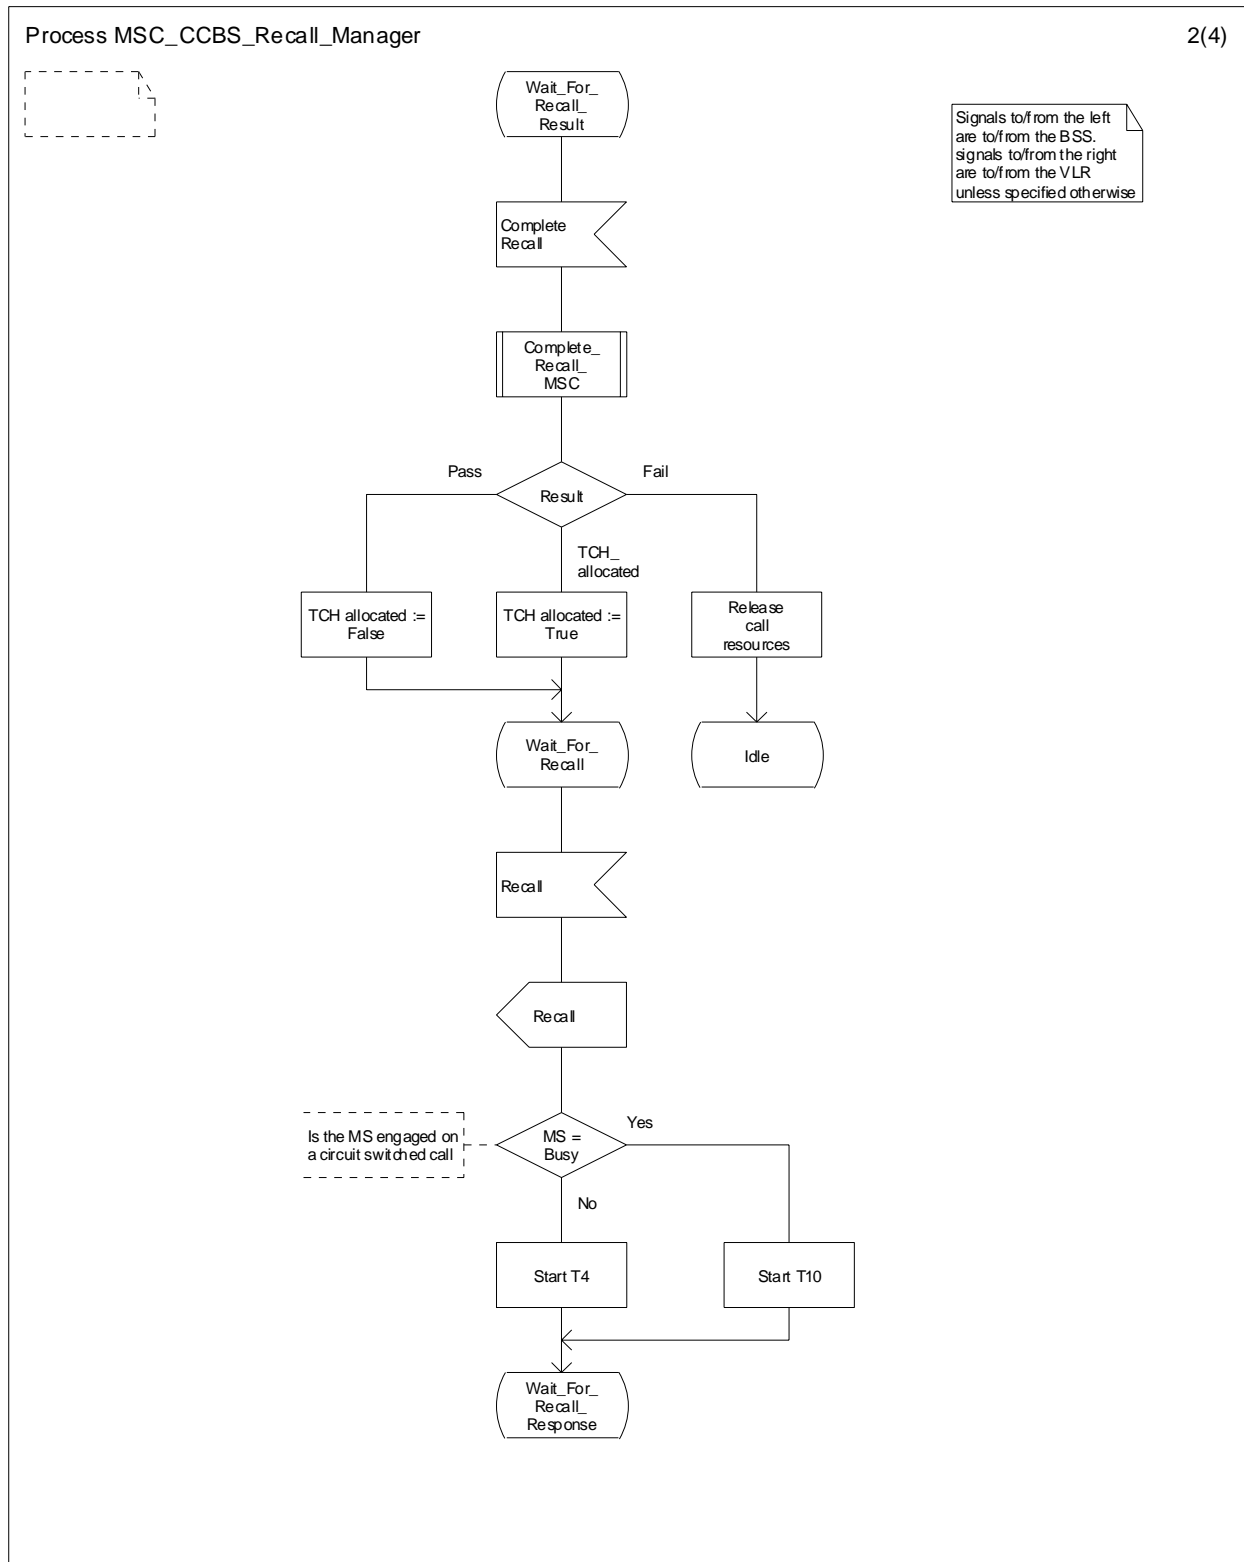 Process MSC_CCBS_Recall_Manager
2(4)
Wait_For_
Recall_
Result
Signals to/from the left
are to/from the BSS.
signals to/from the right
are to/from the VLR
unless specified otherwise
Complete
Recall
Complete_
Recall_
MSC
Pass
Result
Fail
TCH_
allocated
TCH allocated :=
False
TCH allocated :=
True
Release
call
resources
Wait_For_
Recall
Idle
Recall
Recall
Is the MS engaged on
a circuit switched call
MS =
Busy
Yes
No
Start T4
Start T10
Wait_For_
Recall_
Response